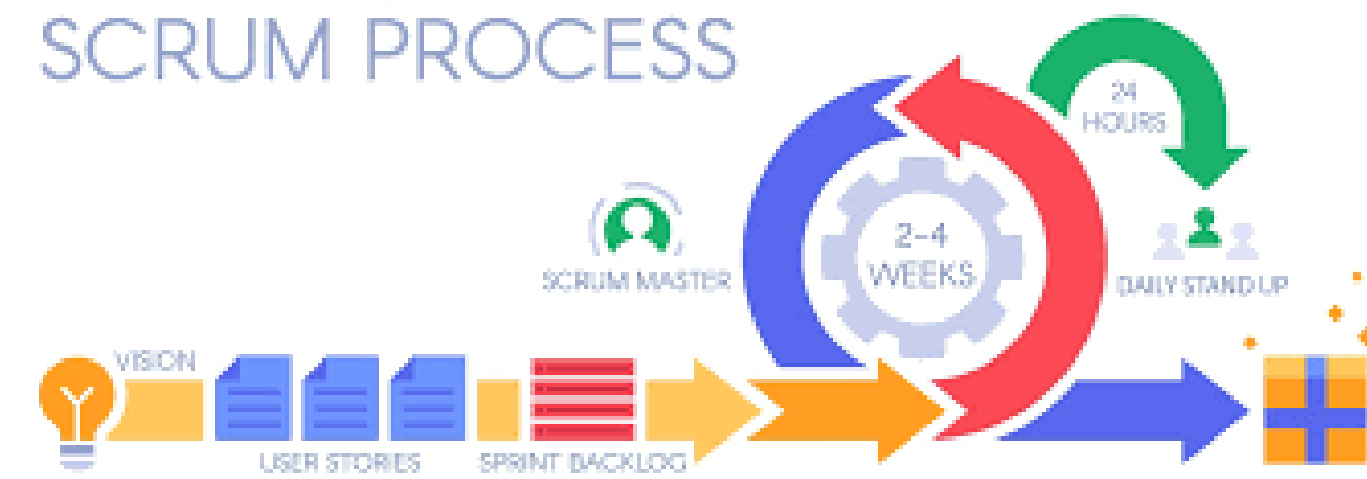 SCRUM PROCESS
24
HOURS
2-4
WEEKS
SCRUM MASTER
DAILY STAND UP
VISION
USER STORIES
SPRINT BACKLOG